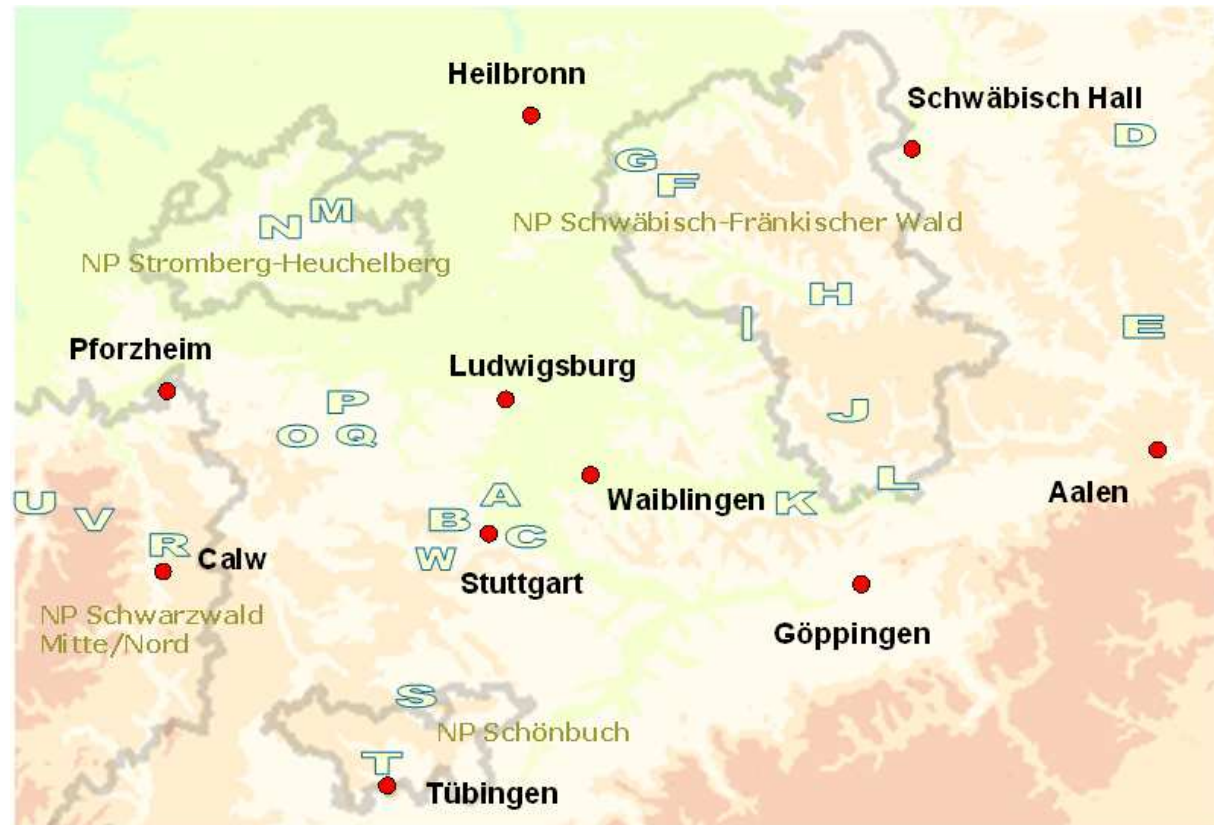 Heilbronn
Schwäbisch Hall
D
G
F
M
N
NP Schwäbisch-Fränkischer Wald
NP Stromberg-Heuchelberg
H
I
E
Pforzheim
Ludwigsburg
P
J
O
Q
Aalen
L
A
Waiblingen
K
U
V
B
C
R
Calw
W
Stuttgart
NP Schwarzwald
Mitte/Nord
Göppingen
S
NP Schönbuch
T
Tübingen